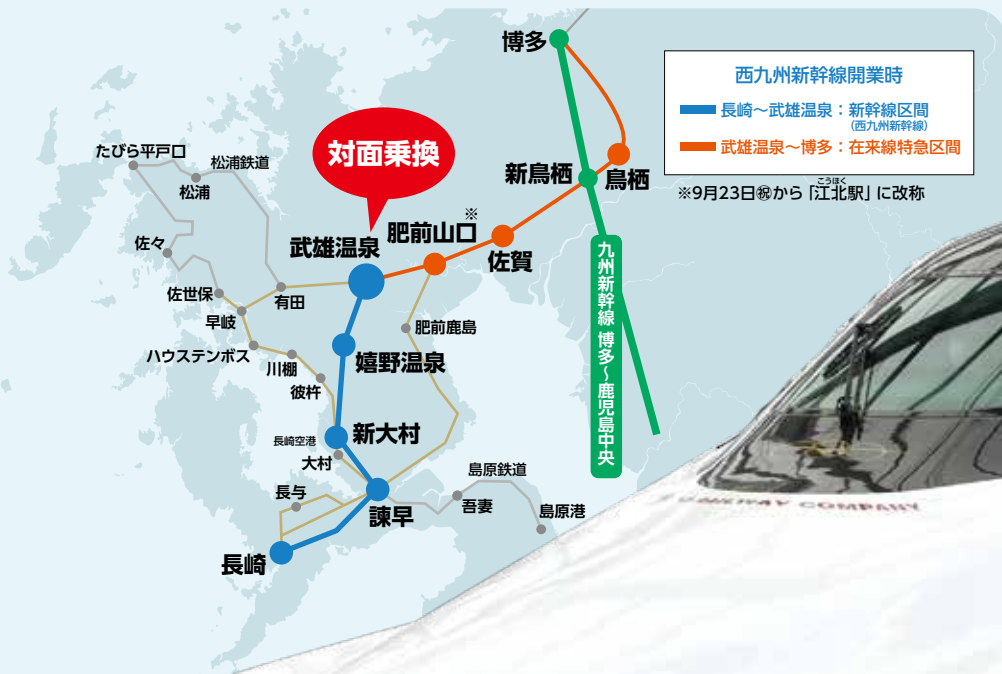 博多
西九州新幹線開業時
長崎～武雄温泉：新幹線区間
(西九州新幹線)
武雄温泉～博多：在来線特急区間
こうほく
※9月23日㊗から「江北駅」に改称
対面乗換
たびら平戸口
松浦鉄道
松浦
新鳥栖
鳥栖
※
肥前山口
佐賀
武雄温泉
佐々
佐世保
有田
早岐
肥前鹿島
ハウステンボス
川棚
嬉野温泉
彼杵
九州新幹線 博多～鹿児島中央
新大村
長崎空港
大村
島原鉄道
長与
吾妻
諫早
島原港
長崎
RAILWAY COMPANY